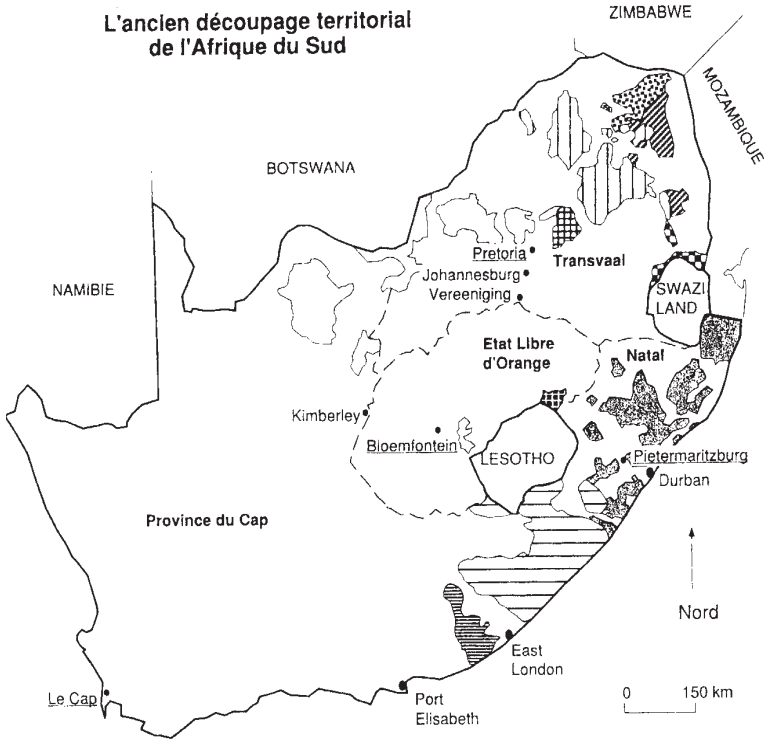 L'ancien découpage territorial
de l'Afrique du Sud
ZIMBABWE
MOZAMBIQUE
BOTSWANA
NAMIBIE
Pretoria
Transvaal
Johannesburg
Vereeniging
SWAZI
LAND
Etat Libre
d'Orange
Natal
Kimberley
Bloemfontein
LESOTHO
Pietermaritzburg
Durban
Province du Cap
Nord
East
London
Le Cap
Port
Elisabeth
0 150 km